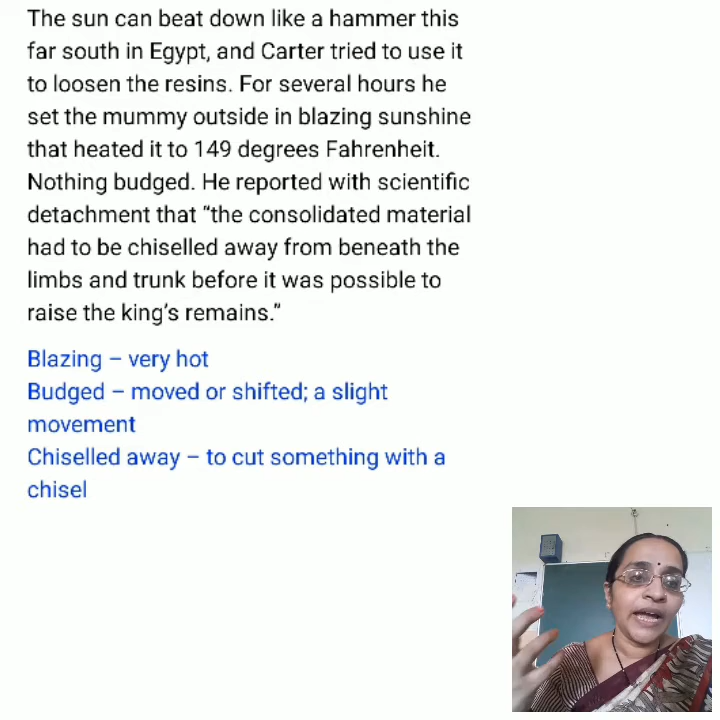 The sun can beat down like a hammer this
far south in Egypt, and Carter tried to use it
to loosen the resins. For several hours he
set the mummy outside in blazing sunshine
that heated it to 149 degrees Fahrenheit.
Nothing budged. He reported with scientific
detachment that “the consolidated material
had to be chiselled away from beneath the
limbs and trunk before it was possible to
raise the king’s remains.”
Blazing – very hot
Budged – moved or shifted; a slight
movement
Chiselled away – to cut something with a
chisel